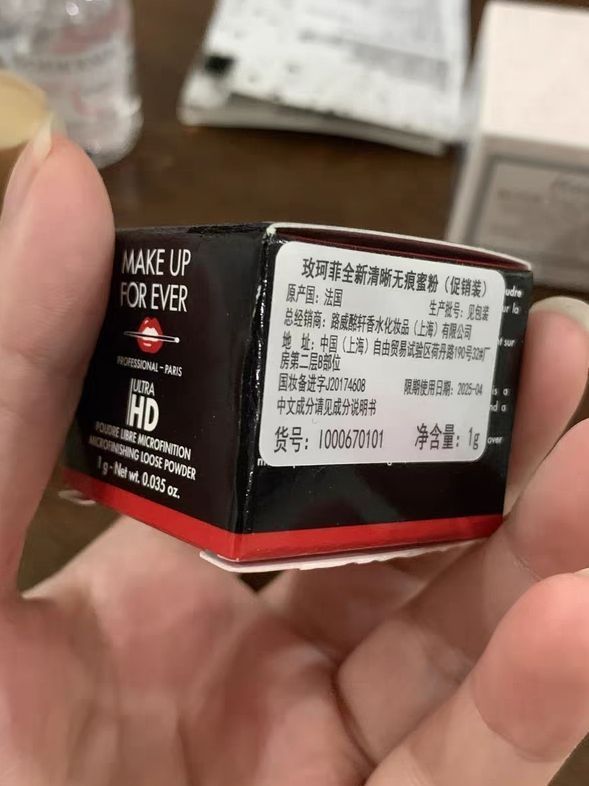 MAKE UP
FOR EVER
PROFESSIONAL - PARIS
ULTRA
HD
POUDRE LIBRE MICROFINITION
MICROFINISHING LOOSE POWDER
1 g - Net wt. 0.035 oz.
玫珂菲全新清晰无痕蜜粉（促销装）
原产国：法国 生产批号：见包装
总经销商：路威酩轩香水化妆品（上海）有限公司
地 址：中国（上海）自由贸易试验区荷丹路190号32#厂
房第二层B部位
国妆备进字J20174608 限期使用日期：2025-04
中文成分请见成分说明书
货号：I000670101 净含量：1g